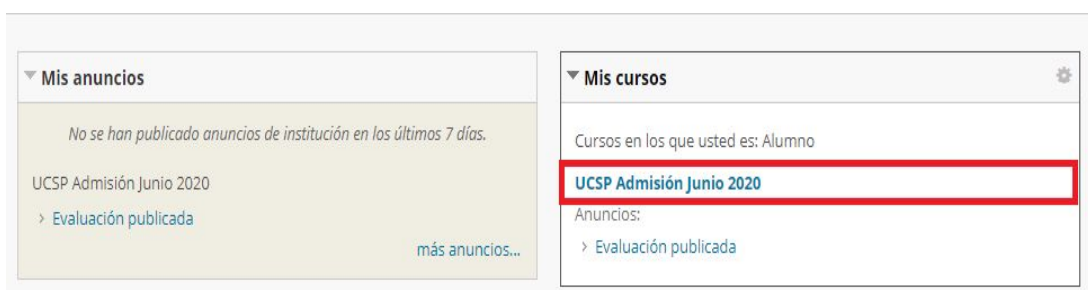 Mis anuncios
No se han publicado anuncios de institución en los últimos 7 días.
UCSP Admisión Junio 2020
> Evaluación publicada
más anuncios...
Mis cursos
Cursos en los que usted es: Alumno
UCSP Admisión Junio 2020
Anuncios:
> Evaluación publicada